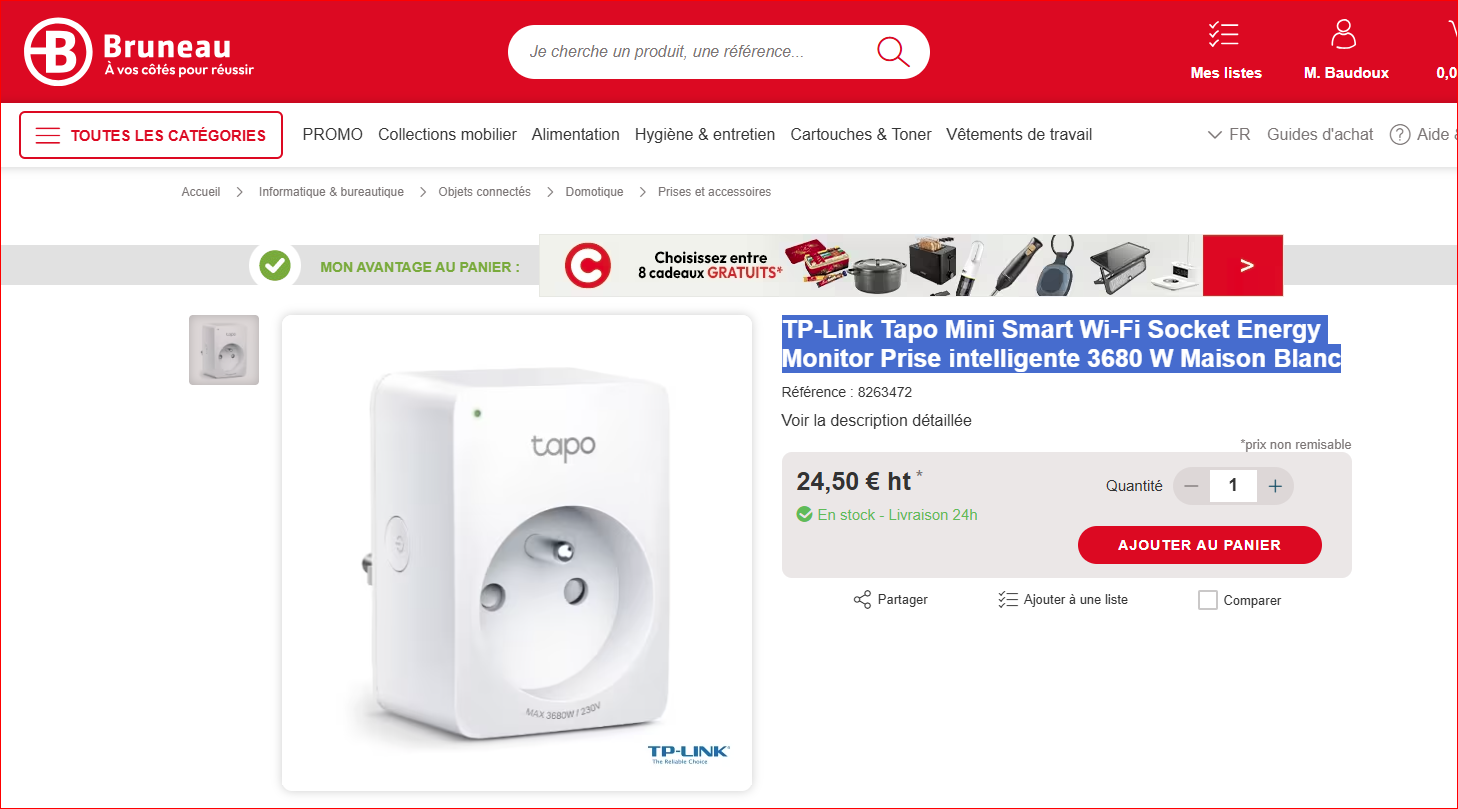 Bruneau
À vos côtés pour réussir
Je cherche un produit, une référence...
Mes listes
M. Baudoux
0,0
TOUTES LES CATÉGORIES
PROMO
Collections mobilier
Alimentation
Hygiène & entretien
Cartouches & Toner
Vêtements de travail
FR
Guides d'achat
Aide &
Accueil
Informatique & bureautique
Objets connectés
Domotique
Prises et accessoires
MON AVANTAGE AU PANIER :
Choisissez entre
8 cadeaux GRATUITS*
>
TP-Link Tapo Mini Smart Wi-Fi Socket Energy
Monitor Prise intelligente 3680 W Maison Blanc
Référence : 8263472
Voir la description détaillée
*prix non remisable
24,50 € ht *
Quantité
1
En stock - Livraison 24h
AJOUTER AU PANIER
Partager
Ajouter à une liste
Comparer
tapo
MAX 3680W / 230V
TP-LINK
The Reliable Choice